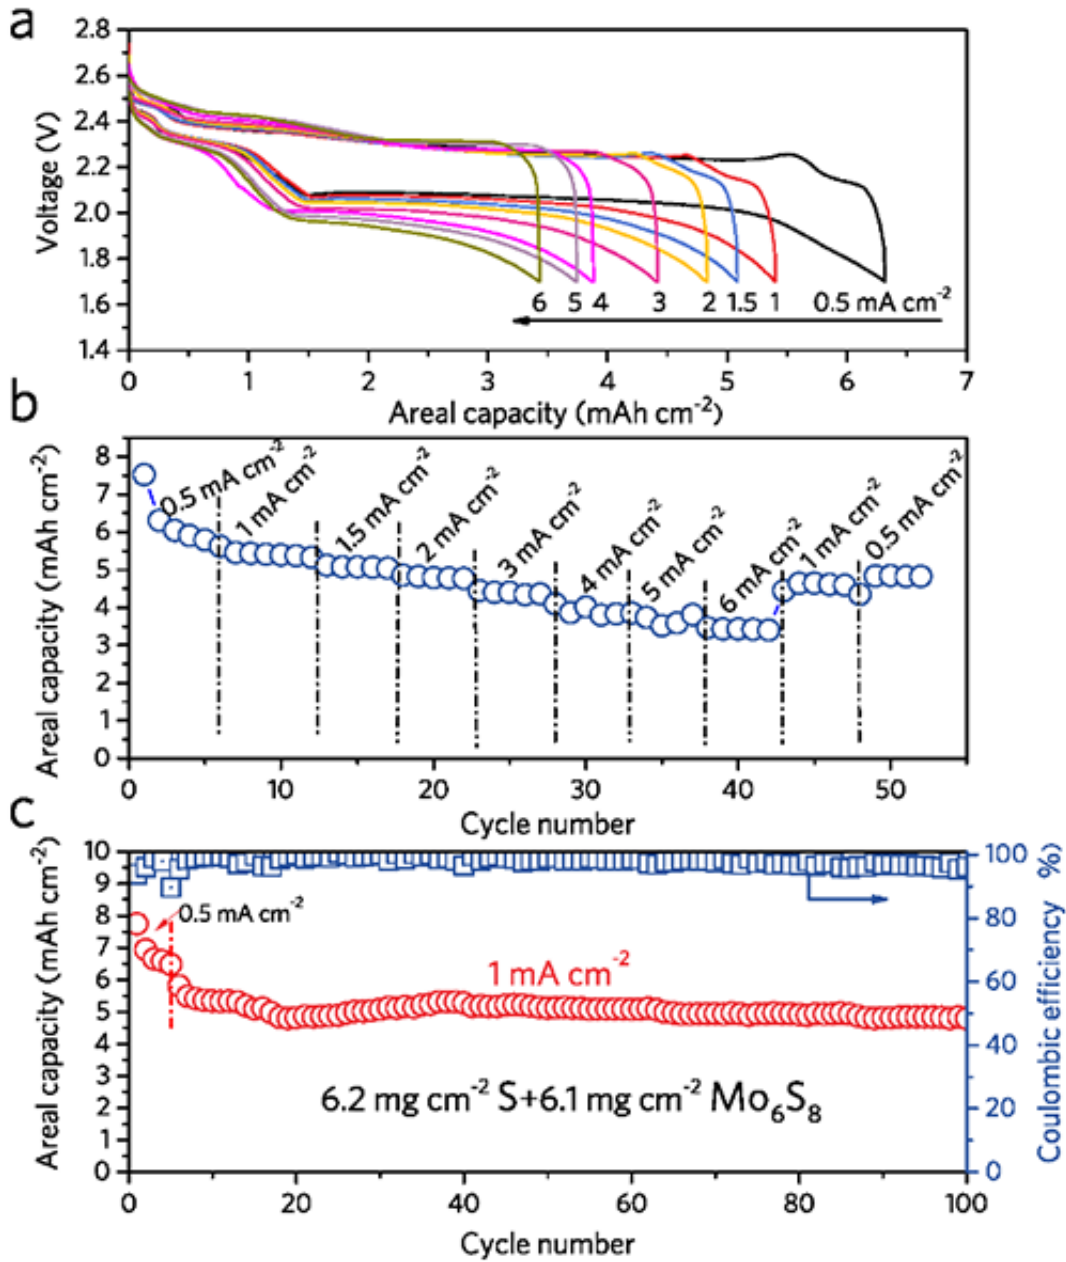 a
2.8
2.6
2.4
2.2
2.0
1.8
1.6
1.4
Voltage (V)
6 5 4 3 2 1.5 1 0.5 mA cm⁻²
0 1 2 3 4 5 6 7
Areal capacity (mAh cm⁻²)
b
8
7
6
5
4
3
2
1
0
Areal capacity (mAh cm⁻²)
0.5 mA cm⁻²
1 mA cm⁻²
1.5 mA cm⁻²
2 mA cm⁻²
3 mA cm⁻²
4 mA cm⁻²
5 mA cm⁻²
6 mA cm⁻²
1 mA cm⁻²
0.5 mA cm⁻²
0 10 20 30 40 50
Cycle number
c
10
9
8
7
6
5
4
3
2
1
0
Areal capacity (mAh cm⁻²)
0.5 mA cm⁻²
1 mA cm⁻²
6.2 mg cm⁻² S+6.1 mg cm⁻² Mo₆S₈
100
80
60
40
20
0
Coulombic efficiency %)
0 20 40 60 80 100
Cycle number